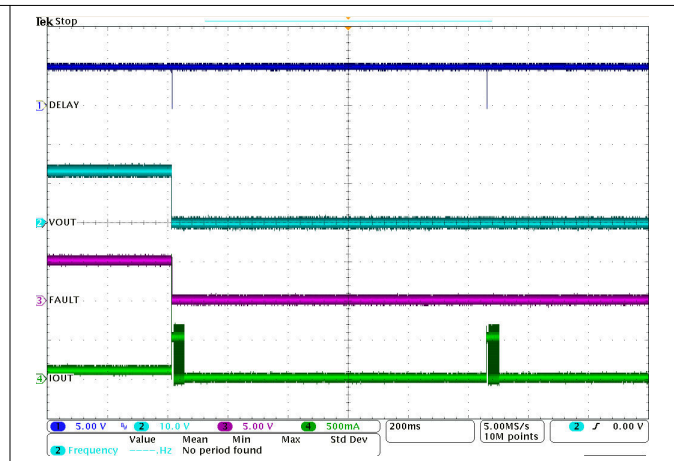 Tek Stop
1 DELAY
2 VOUT
3 FAULT
4 IOUT
1 5.00 V 2 10.0 V 3 5.00 V 4 500mA 200ms 5.00MS/s 2 0.00 V
10M points
Value Mean Min Max Std Dev
2 Frequency -----.Hz No period found